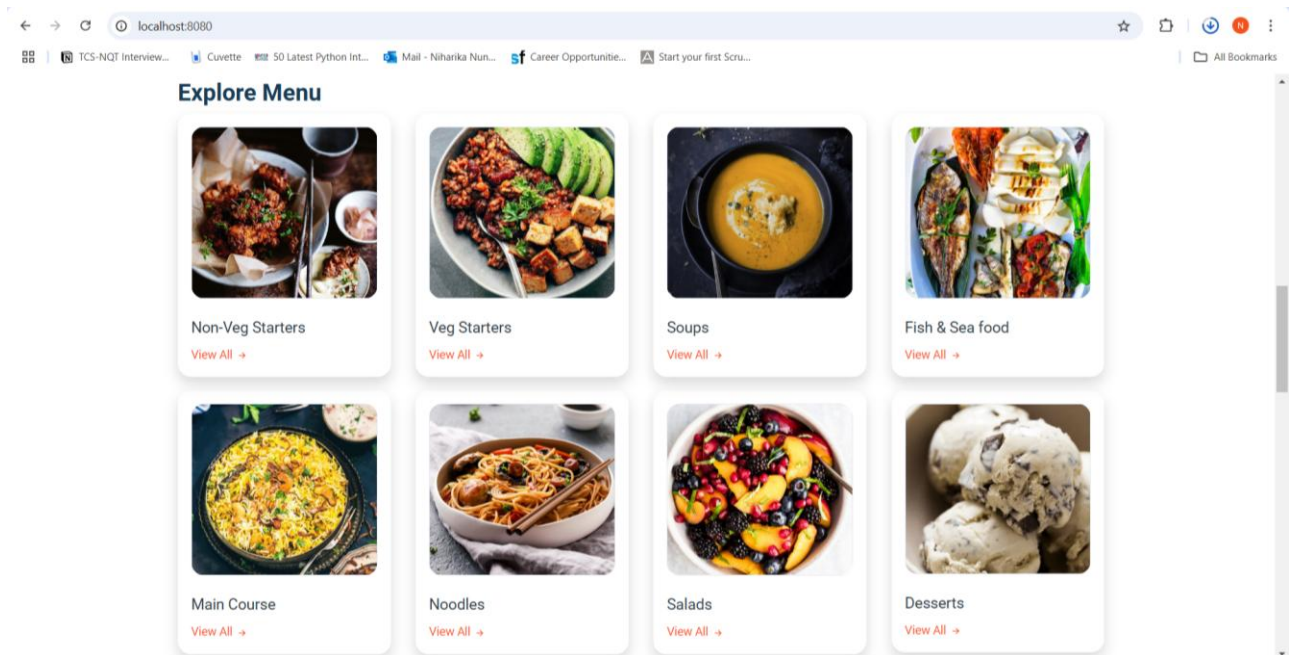 localhost:8080
N
TCS-NQT Interview... Cuvette 50 Latest Python Int... Mail - Niharika Nun... Career Opportunitie... Start your first Scru... All Bookmarks
Explore Menu
Non-Veg Starters Veg Starters Soups Fish & Sea food
View All → View All → View All → View All →
Main Course Noodles Salads Desserts
View All → View All → View All → View All →